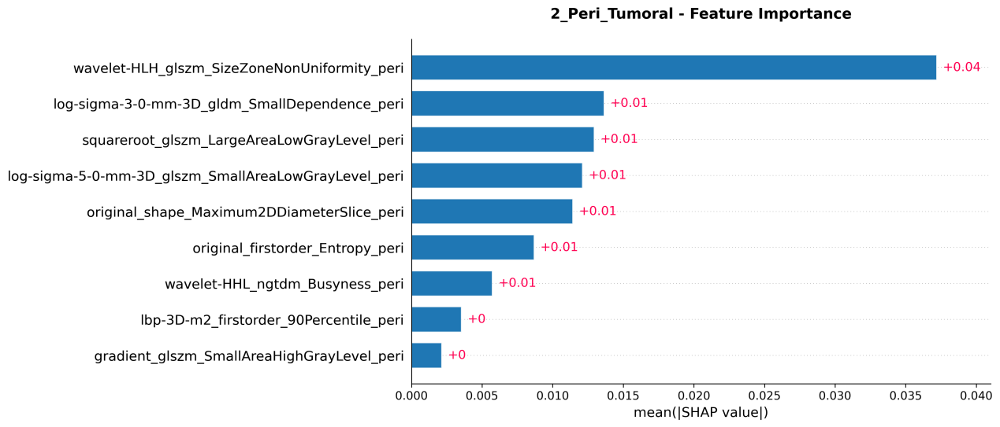 2_Peri_Tumoral - Feature Importance
wavelet-HLH_glszm_SizeZoneNonUniformity_peri +0.04
log-sigma-3-0-mm-3D_gldm_SmallDependence_peri +0.01
squareroot_glszm_LargeAreaLowGrayLevel_peri +0.01
log-sigma-5-0-mm-3D_glszm_SmallAreaLowGrayLevel_peri +0.01
original_shape_Maximum2DDiameterSlice_peri +0.01
original_firstorder_Entropy_peri +0.01
wavelet-HHL_ngtdm_Busyness_peri +0.01
lbp-3D-m2_firstorder_90Percentile_peri +0
gradient_glszm_SmallAreaHighGrayLevel_peri +0
0.000 0.005 0.010 0.015 0.020 0.025 0.030 0.035 0.040
mean(|SHAP value|)